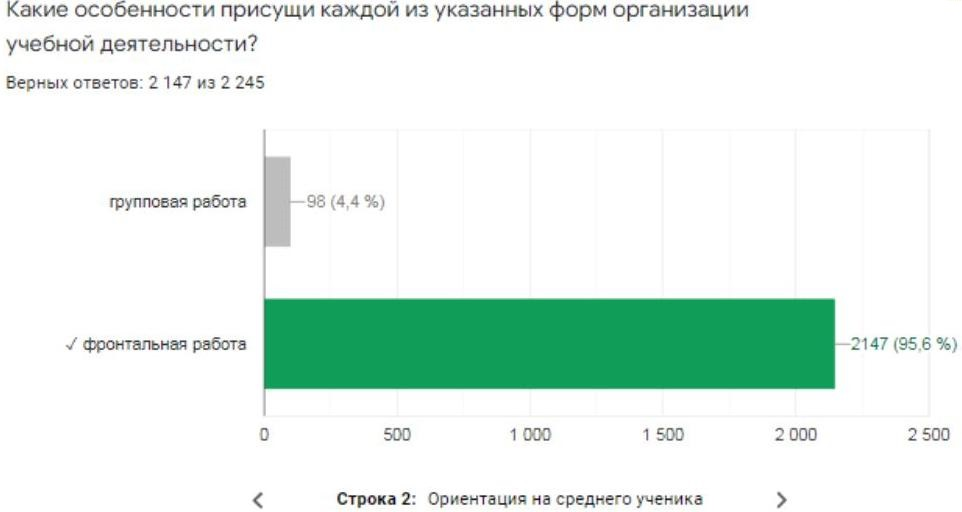 Какие особенности присущи каждой из указанных форм организации
учебной деятельности?
Верных ответов: 2 147 из 2 245
групповая работа
98 (4,4 %)
✓ фронтальная работа
2147 (95,6 %)
0 500 1 000 1 500 2 000 2 500
Строка 2: Ориентация на среднего ученика